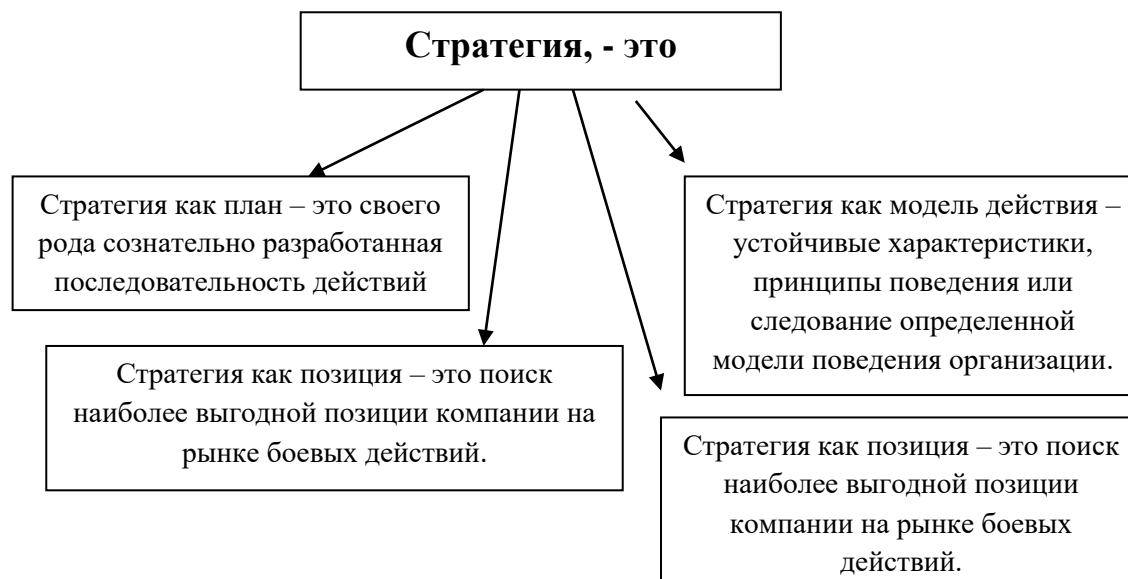 Стратегия, - это
Стратегия как план – это своего
рода сознательно разработанная
последовательность действий
Стратегия как модель действия –
устойчивые характеристики,
принципы поведения или
следование определенной
модели поведения организации.
Стратегия как позиция – это поиск
наиболее выгодной позиции компании на
рынке боевых действий.
Стратегия как позиция – это поиск
наиболее выгодной позиции
компании на рынке боевых
действий.